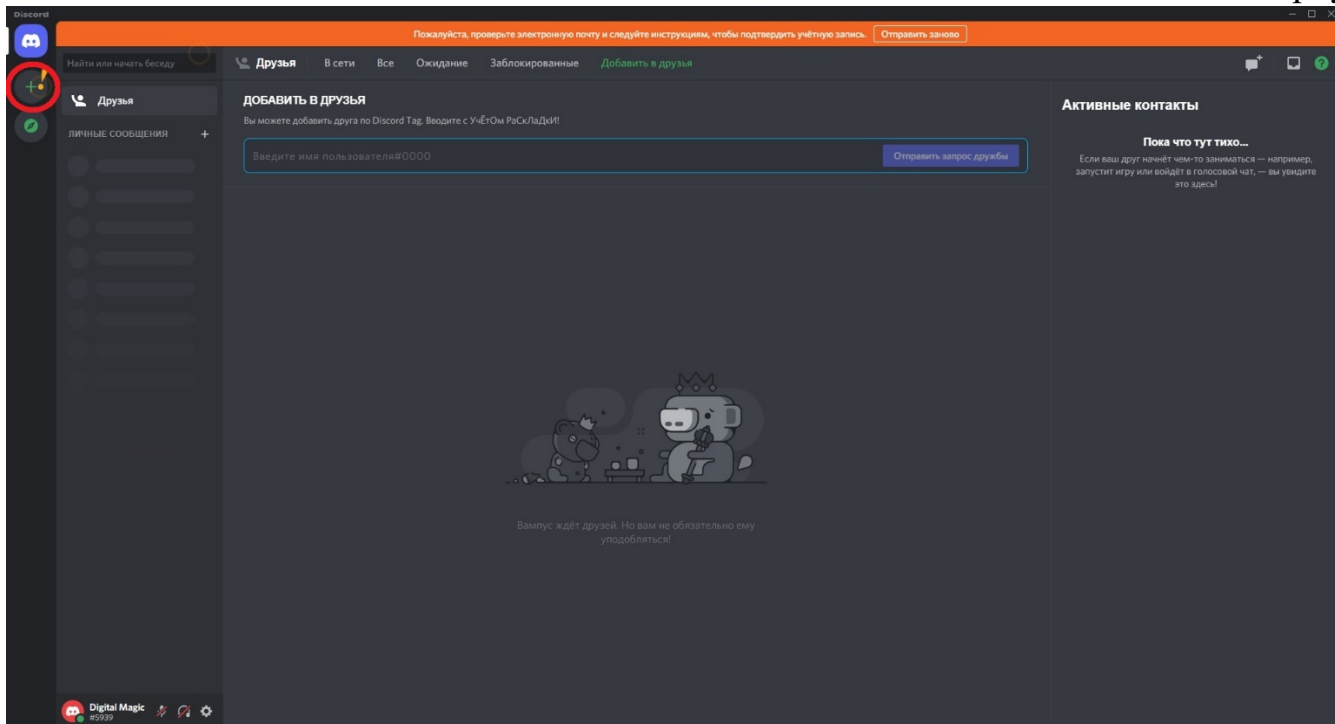 Discord
Пожалуйста, проверьте электронную почту и следуйте инструкциям, чтобы подтвердить учётную запись. Отправить заново
Найти или начать беседу
Друзья В сети Все Ожидание Заблокированные Добавить в друзья
Друзья
ЛИЧНЫЕ СООБЩЕНИЯ +
ДОБАВИТЬ В ДРУЗЬЯ
Вы можете добавить друга по Discord Tag. Вводите с УчЁтОм РаСкЛаДкИ!
Введите имя пользователя#0000 Отправить запрос дружбы
Вампус ждёт друзей. Но вам не обязательно ему
уподобляться!
Активные контакты
Пока что тут тихо...
Если ваш друг начнёт чем-то заниматься — например,
запустит игру или войдёт в голосовой чат, — вы увидите
это здесь!
Digital Magic
#5939